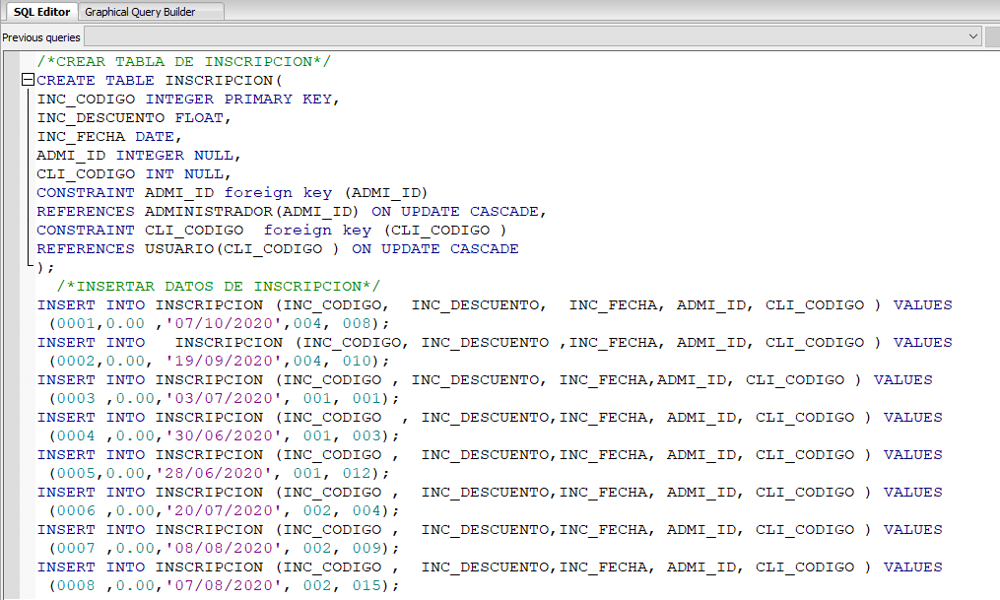 SQL Editor Graphical Query Builder
Previous queries
/*CREAR TABLA DE INSCRIPCION*/
CREATE TABLE INSCRIPCION(
INC_CODIGO INTEGER PRIMARY KEY,
INC_DESCUENTO FLOAT,
INC_FECHA DATE,
ADMI_ID INTEGER NULL,
CLI_CODIGO INT NULL,
CONSTRAINT ADMI_ID foreign key (ADMI_ID)
REFERENCES ADMINISTRADOR(ADMI_ID) ON UPDATE CASCADE,
CONSTRAINT CLI_CODIGO  foreign key (CLI_CODIGO )
REFERENCES USUARIO(CLI_CODIGO ) ON UPDATE CASCADE
);
/*INSERTAR DATOS DE INSCRIPCION*/
INSERT INTO INSCRIPCION (INC_CODIGO,  INC_DESCUENTO,  INC_FECHA, ADMI_ID, CLI_CODIGO ) VALUES
(0001,0.00 ,'07/10/2020',004, 008);
INSERT INTO   INSCRIPCION (INC_CODIGO, INC_DESCUENTO ,INC_FECHA, ADMI_ID, CLI_CODIGO ) VALUES
(0002,0.00, '19/09/2020',004, 010);
INSERT INTO INSCRIPCION (INC_CODIGO , INC_DESCUENTO, INC_FECHA,ADMI_ID, CLI_CODIGO ) VALUES
(0003 ,0.00,'03/07/2020', 001, 001);
INSERT INTO INSCRIPCION (INC_CODIGO  , INC_DESCUENTO,INC_FECHA, ADMI_ID, CLI_CODIGO ) VALUES
(0004 ,0.00,'30/06/2020', 001, 003);
INSERT INTO INSCRIPCION (INC_CODIGO ,  INC_DESCUENTO,INC_FECHA, ADMI_ID, CLI_CODIGO ) VALUES
(0005,0.00,'28/06/2020', 001, 012);
INSERT INTO INSCRIPCION (INC_CODIGO ,  INC_DESCUENTO,INC_FECHA, ADMI_ID, CLI_CODIGO ) VALUES
(0006 ,0.00,'20/07/2020', 002, 004);
INSERT INTO INSCRIPCION (INC_CODIGO ,  INC_DESCUENTO,INC_FECHA, ADMI_ID, CLI_CODIGO ) VALUES
(0007 ,0.00,'08/08/2020', 002, 009);
INSERT INTO INSCRIPCION (INC_CODIGO ,  INC_DESCUENTO,INC_FECHA, ADMI_ID, CLI_CODIGO ) VALUES
(0008 ,0.00,'07/08/2020', 002, 015);